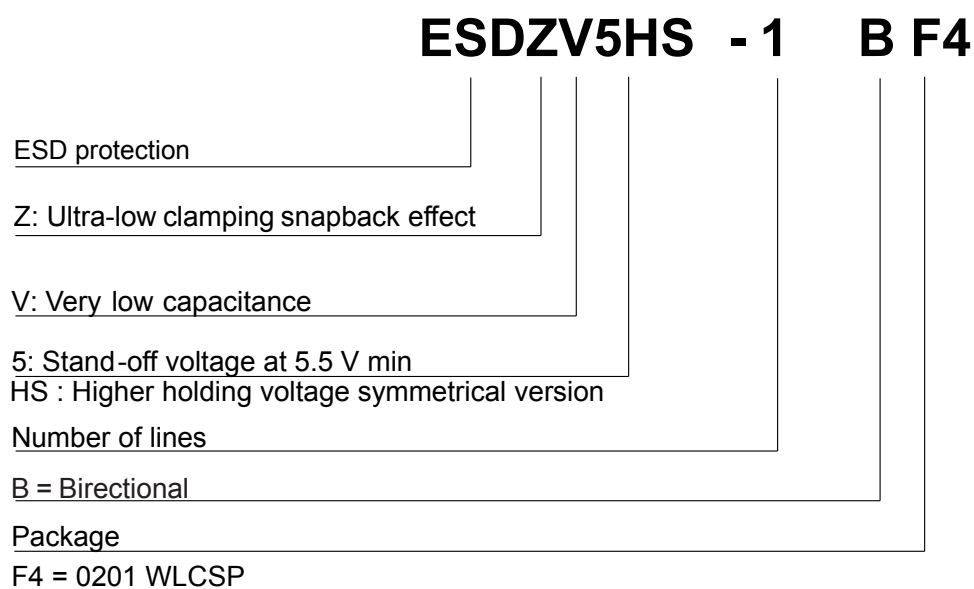 ESDZV5HS - 1 B F4
ESD protection
Z: Ultra-low clamping snapback effect
V: Very low capacitance
5: Stand-off voltage at 5.5 V min
HS : Higher holding voltage symmetrical version
Number of lines
B = Birectional
Package
F4 = 0201 WLCSP